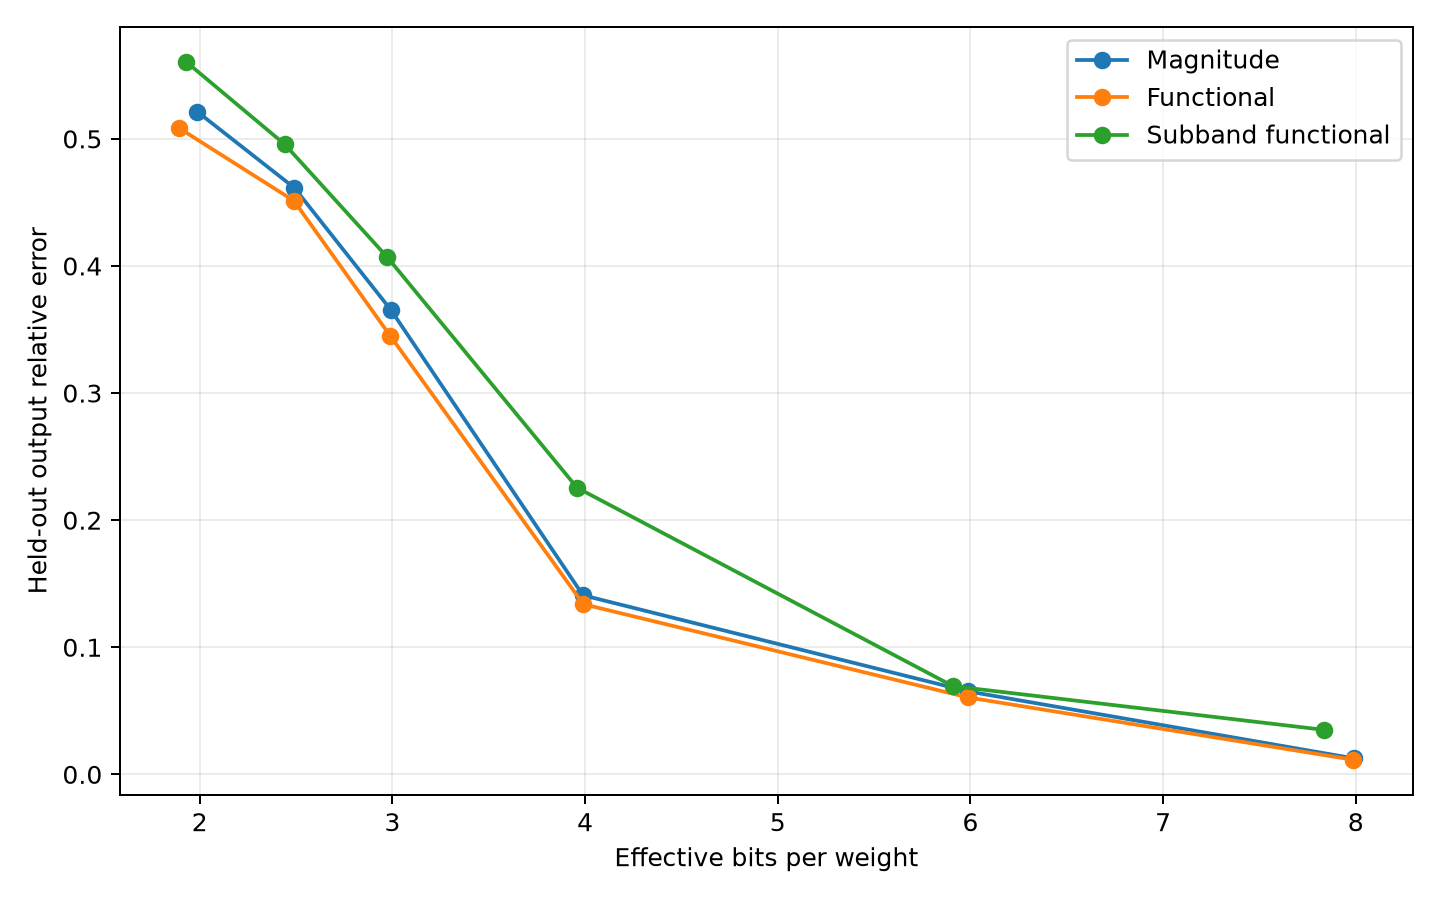 Magnitude
Functional
Subband functional
0.5
0.4
0.3
0.2
0.1
0.0
Held-out output relative error
2 3 4 5 6 7 8
Effective bits per weight